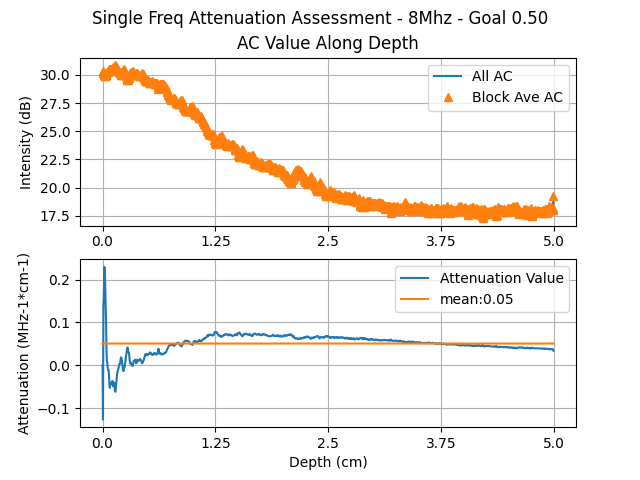 Single Freq Attenuation Assessment - 8Mhz - Goal 0.50
AC Value Along Depth
Intensity (dB)
30.0
27.5
25.0
22.5
20.0
17.5
All AC
Block Ave AC
0.0 1.25 2.5 3.75 5.0
Attenuation (MHz-1*cm-1)
0.2
0.1
0.0
−0.1
Attenuation Value
mean:0.05
0.0 1.25 2.5 3.75 5.0
Depth (cm)